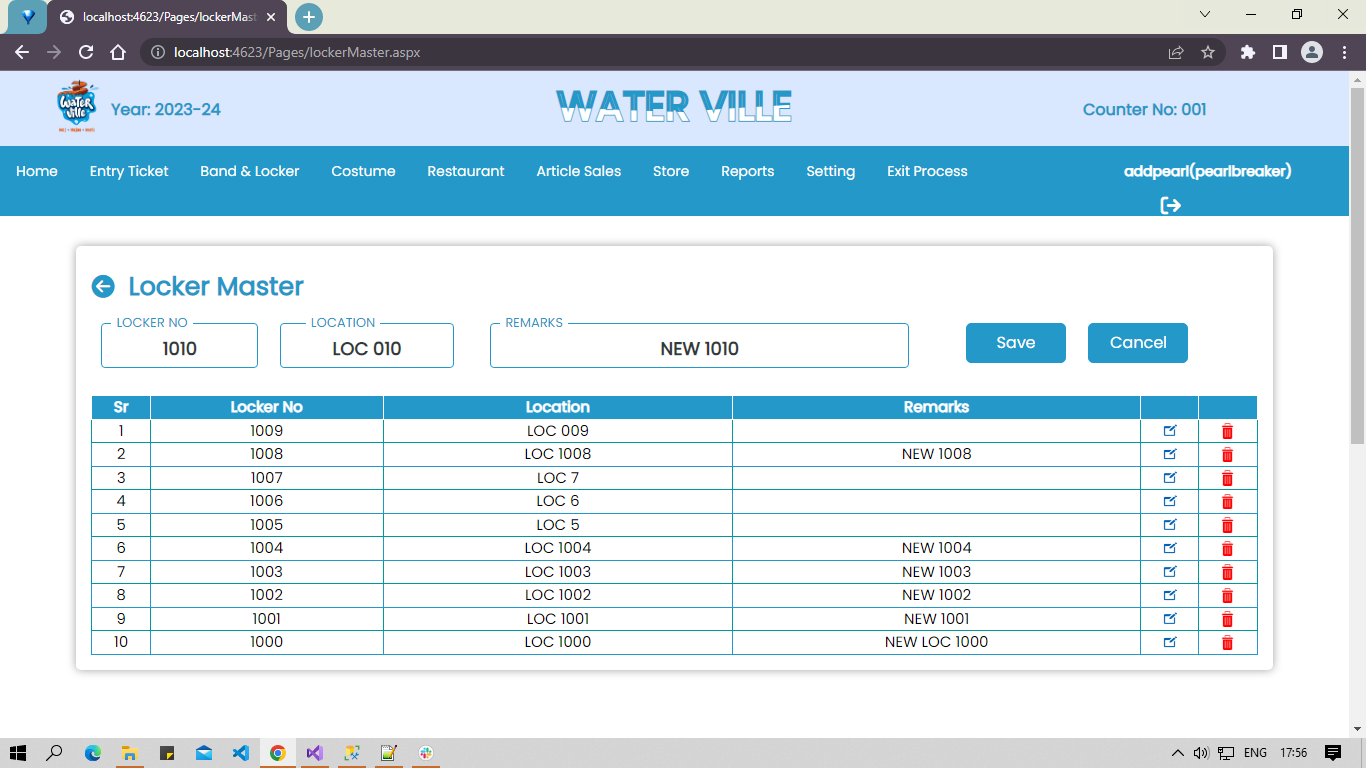 localhost:4623/Pages/lockerMast
localhost:4623/Pages/lockerMaster.aspx
WATER ville
Year: 2023-24
WATER VILLE
Counter No: 001
Home Entry Ticket Band & Locker Costume Restaurant Article Sales Store Reports Setting Exit Process addpearl(pearlbreaker)
Locker Master
LOCKER NO LOCATION REMARKS
1010 LOC 010 NEW 1010 Save Cancel
Sr Locker No Location Remarks
1 1009 LOC 009
2 1008 LOC 1008 NEW 1008
3 1007 LOC 7
4 1006 LOC 6
5 1005 LOC 5
6 1004 LOC 1004 NEW 1004
7 1003 LOC 1003 NEW 1003
8 1002 LOC 1002 NEW 1002
9 1001 LOC 1001 NEW 1001
10 1000 LOC 1000 NEW LOC 1000
ENG 17:56